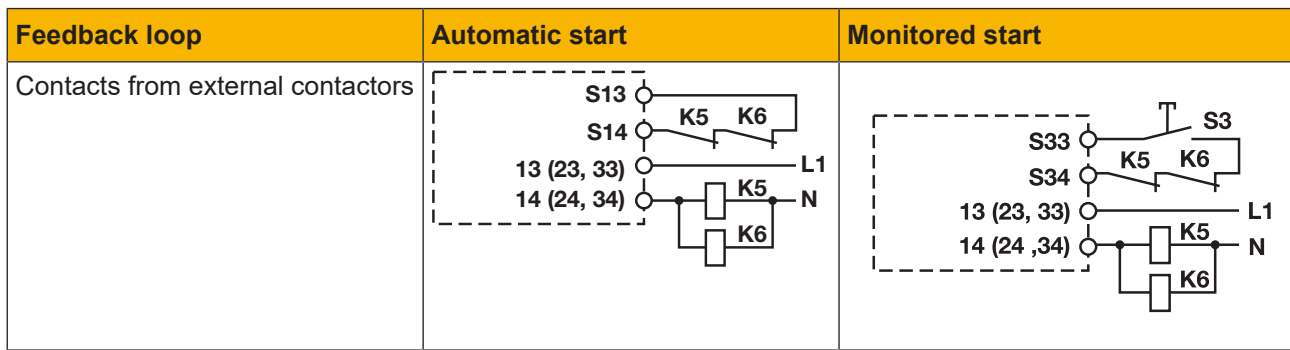 Feedback loop
Automatic start
Monitored start
Contacts from external contactors
S13
K5 K6
S14
13 (23, 33) L1
14 (24, 34) K5 N
K6
S3
S33
K5 K6
S34
13 (23, 33) L1
14 (24 ,34) K5 N
K6